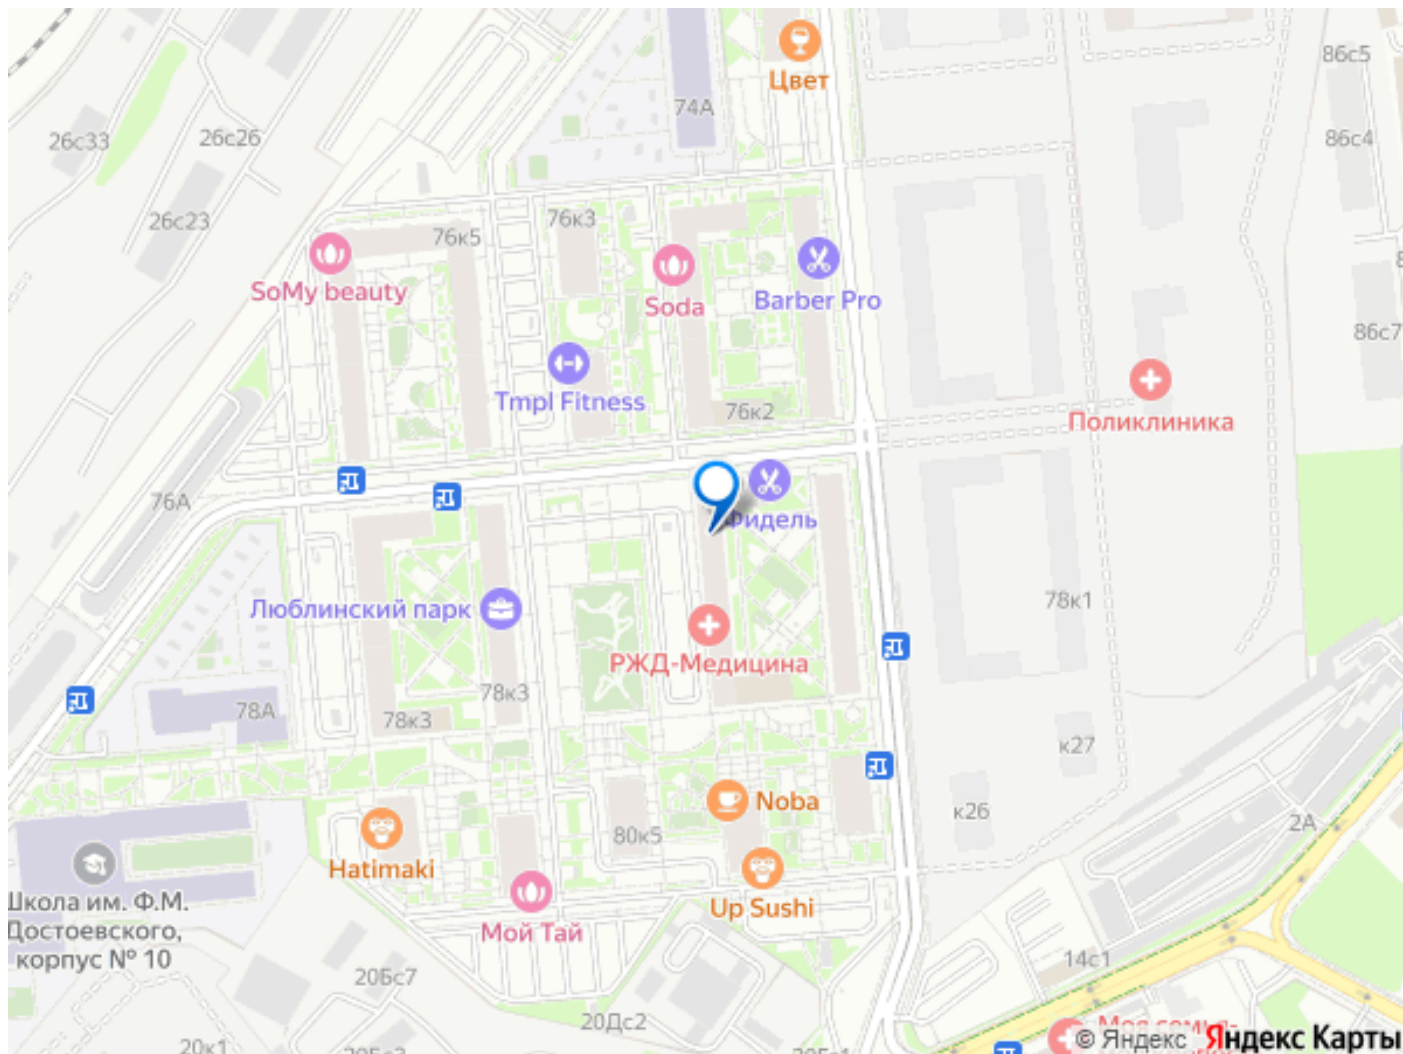 86с5
Цвет
74А
26с33
26с26
86с4
26с23
76к3
76к5
SoMy beauty
Soda
Barber Pro
86с7
Tmpl Fitness
76к2
Поликлиника
76А
Фидель
Люблинский парк
78к1
РЖД-Медицина
78к3
78А
78к3
к27
Noba
к26
2А
80к5
Hatimaki
Школа им. Ф.М.
Достоевского,
корпус № 10
Up Sushi
Мой Тай
14с1
20Бс7
20Дс2
20к1
© Яндекс Яндекс Карты